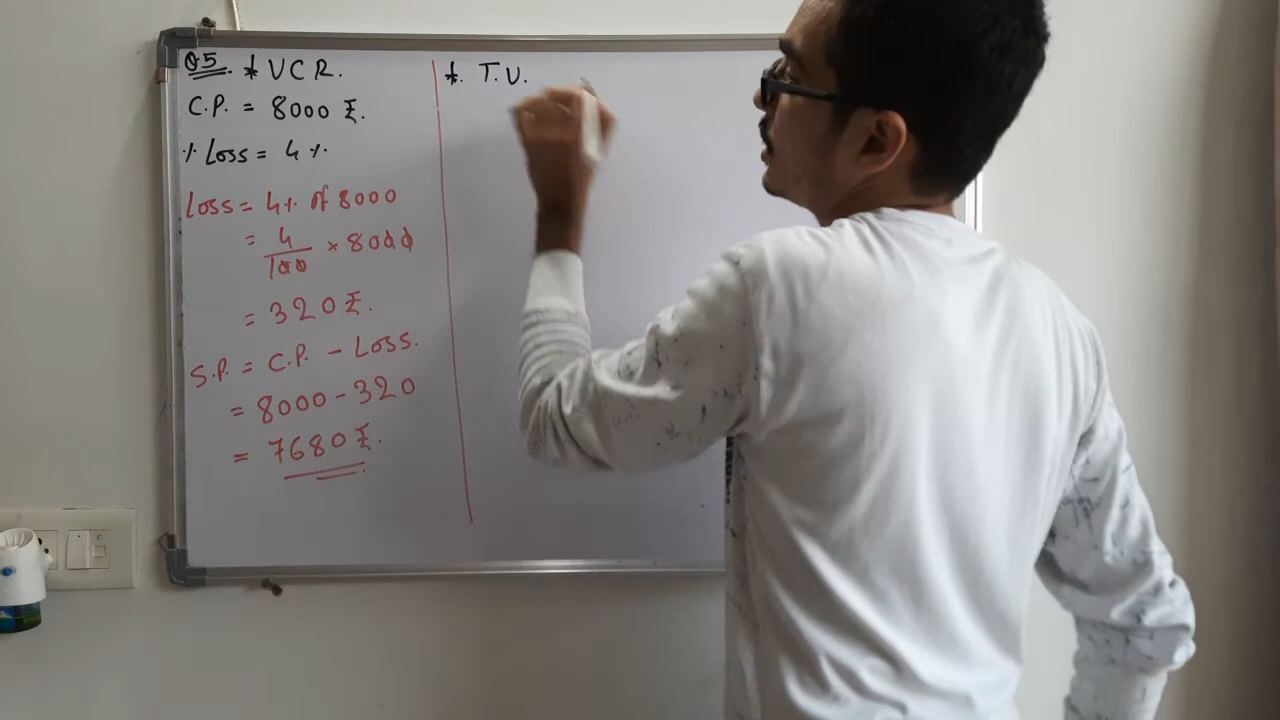 Q5. * VCR.
C.P. = 8000 ₹.
% Loss = 4 %
Loss = 4% of 8000
= 4/100 × 8000
= 320 ₹.
S.P. = C.P. - Loss.
= 8000 - 320
= 7680 ₹.
*. T.V.